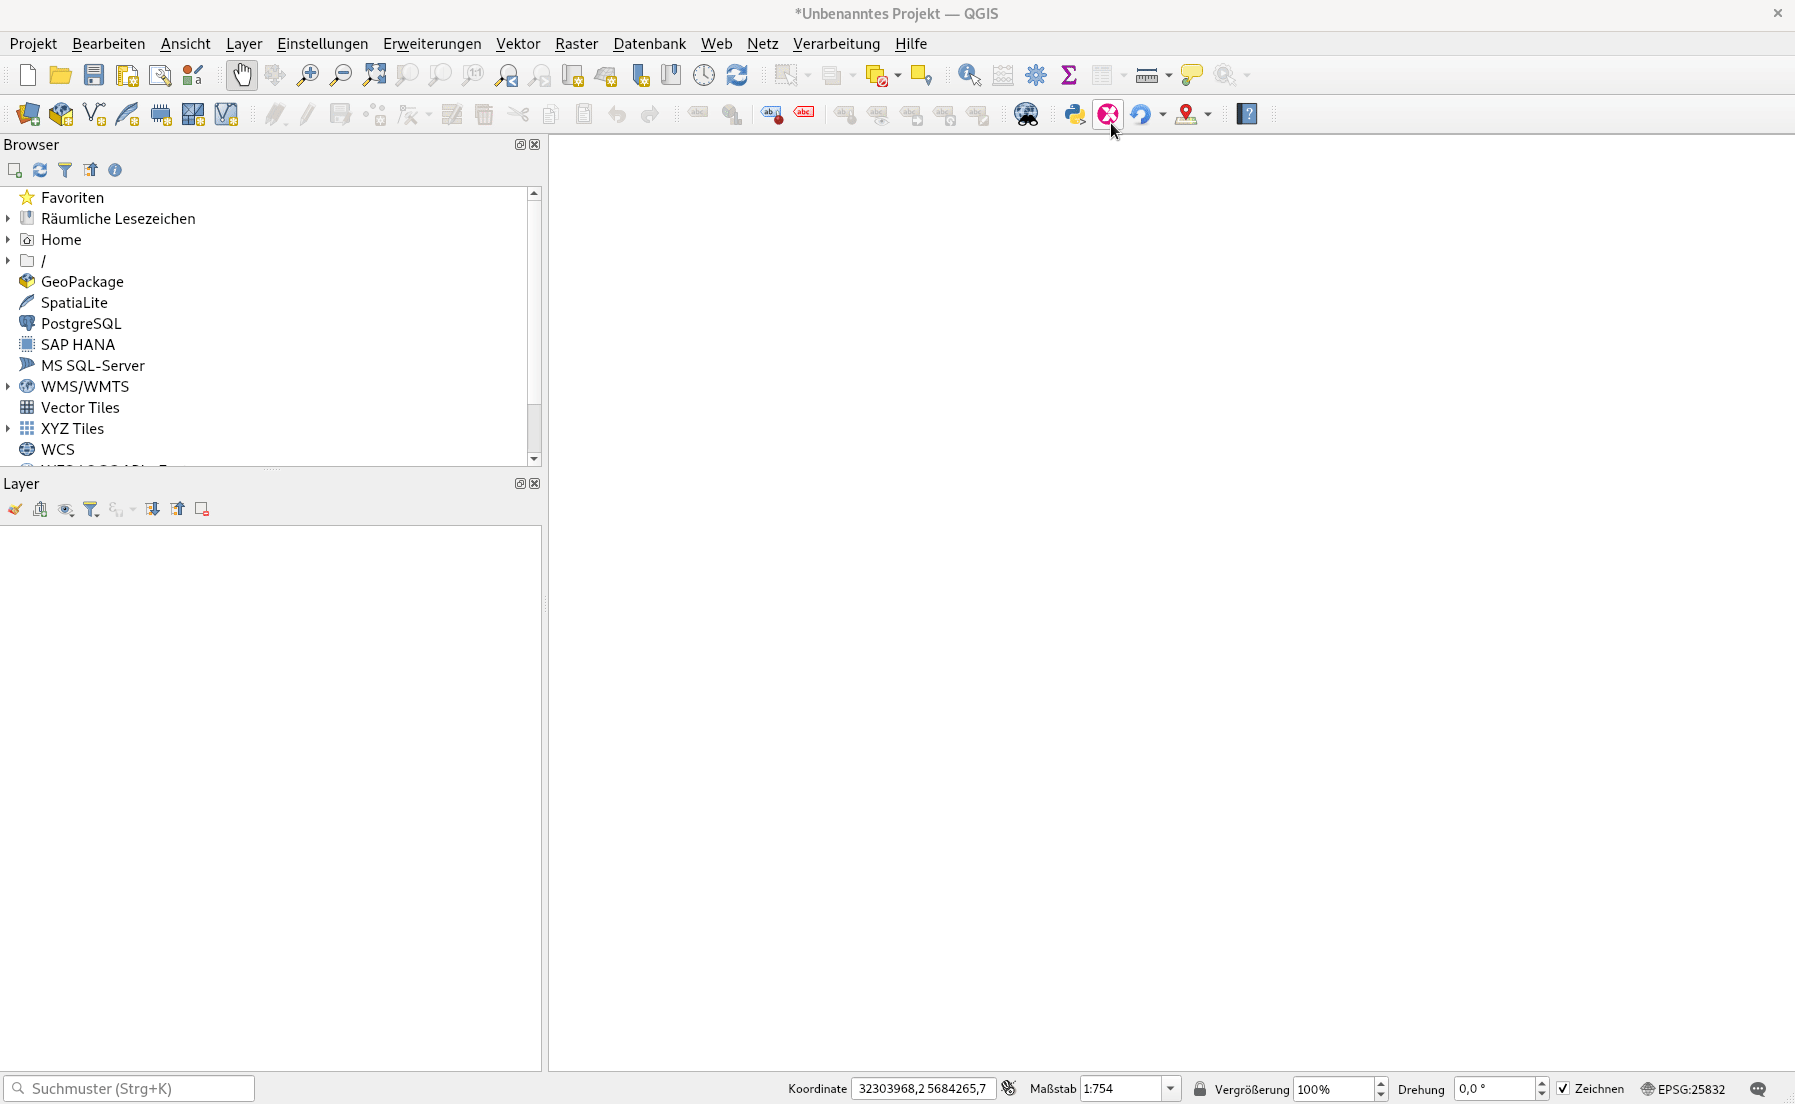 *Unbenanntes Projekt — QGIS
Projekt Bearbeiten Ansicht Layer Einstellungen Erweiterungen Vektor Raster Datenbank Web Netz Verarbeitung Hilfe
Browser
Favoriten
Räumliche Lesezeichen
Home
/
GeoPackage
SpatiaLite
PostgreSQL
SAP HANA
MS SQL-Server
WMS/WMTS
Vector Tiles
XYZ Tiles
WCS
Layer
Suchmuster (Strg+K)
Koordinate 32303968,2 5684265,7 Maßstab 1:754 Vergrößerung 100% Drehung 0,0 ° Zeichnen EPSG:25832